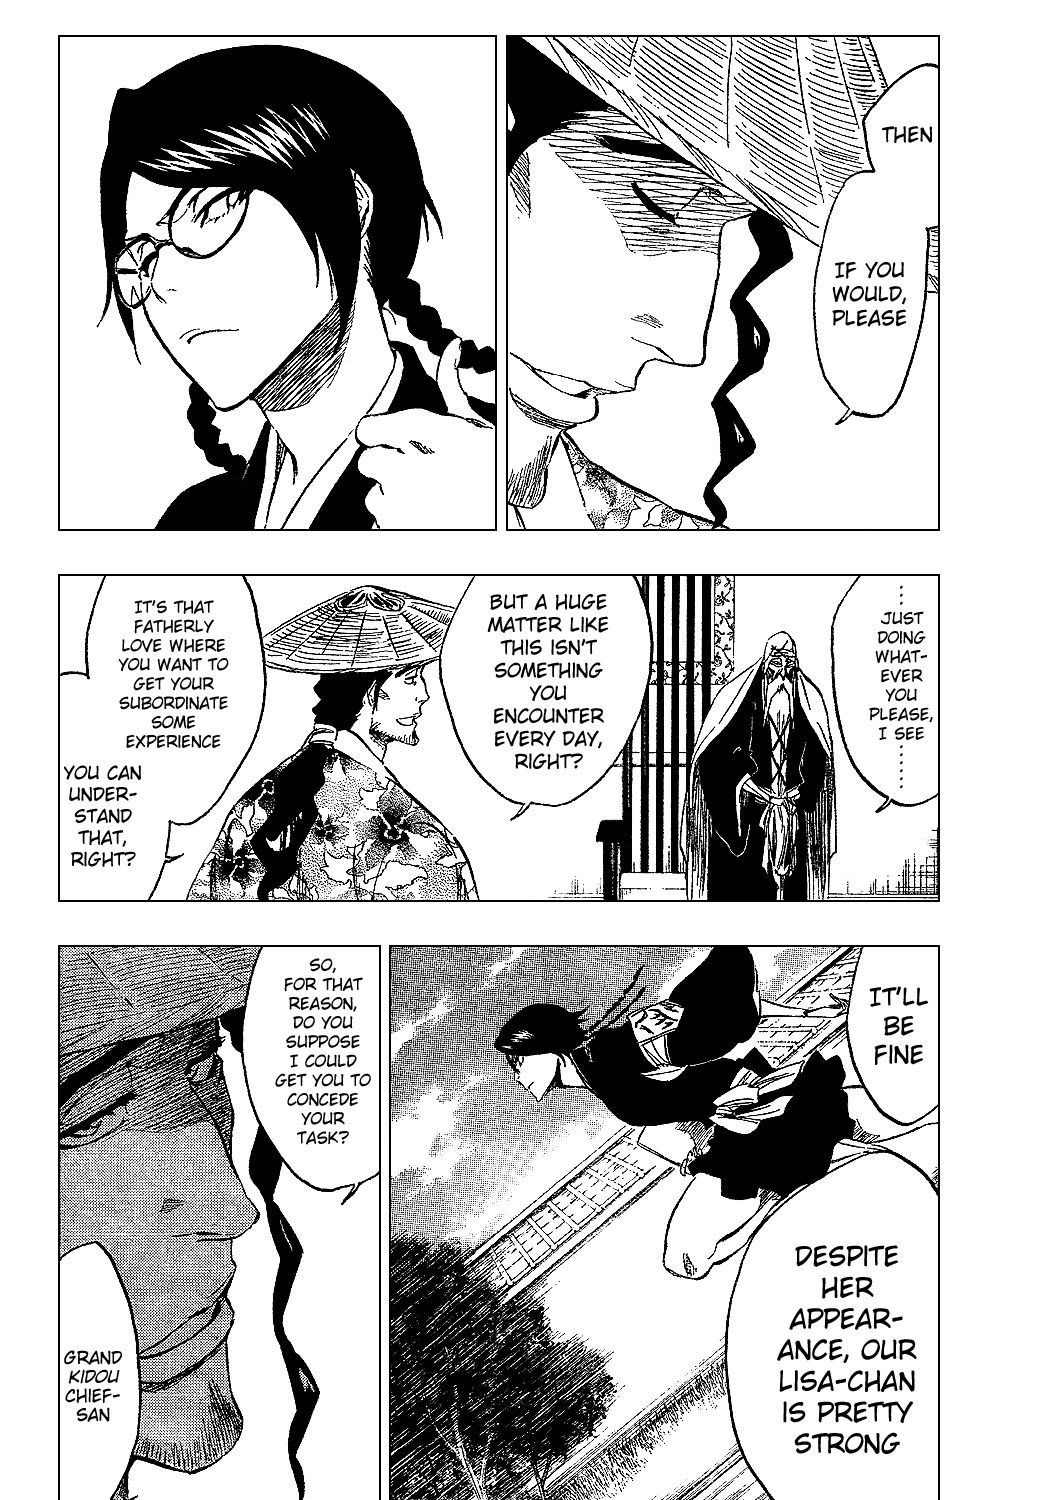 THEN
IF YOU
WOULD,
PLEASE
......
JUST
DOING
WHAT-
EVER
YOU
PLEASE,
I SEE
......
BUT A HUGE
MATTER LIKE
THIS ISN'T
SOMETHING
YOU
ENCOUNTER
EVERY DAY,
RIGHT?
IT'S THAT
FATHERLY
LOVE WHERE
YOU WANT TO
GET YOUR
SUBORDINATE
SOME
EXPERIENCE
YOU CAN
UNDER-
STAND
THAT,
RIGHT?
IT'LL
BE
FINE
DESPITE
HER
APPEAR-
ANCE, OUR
LISA-CHAN
IS PRETTY
STRONG
SO,
FOR THAT
REASON,
DO YOU
SUPPOSE
I COULD
GET YOU TO
CONCEDE
YOUR
TASK?
GRAND
KIDOU
CHIEF-
SAN